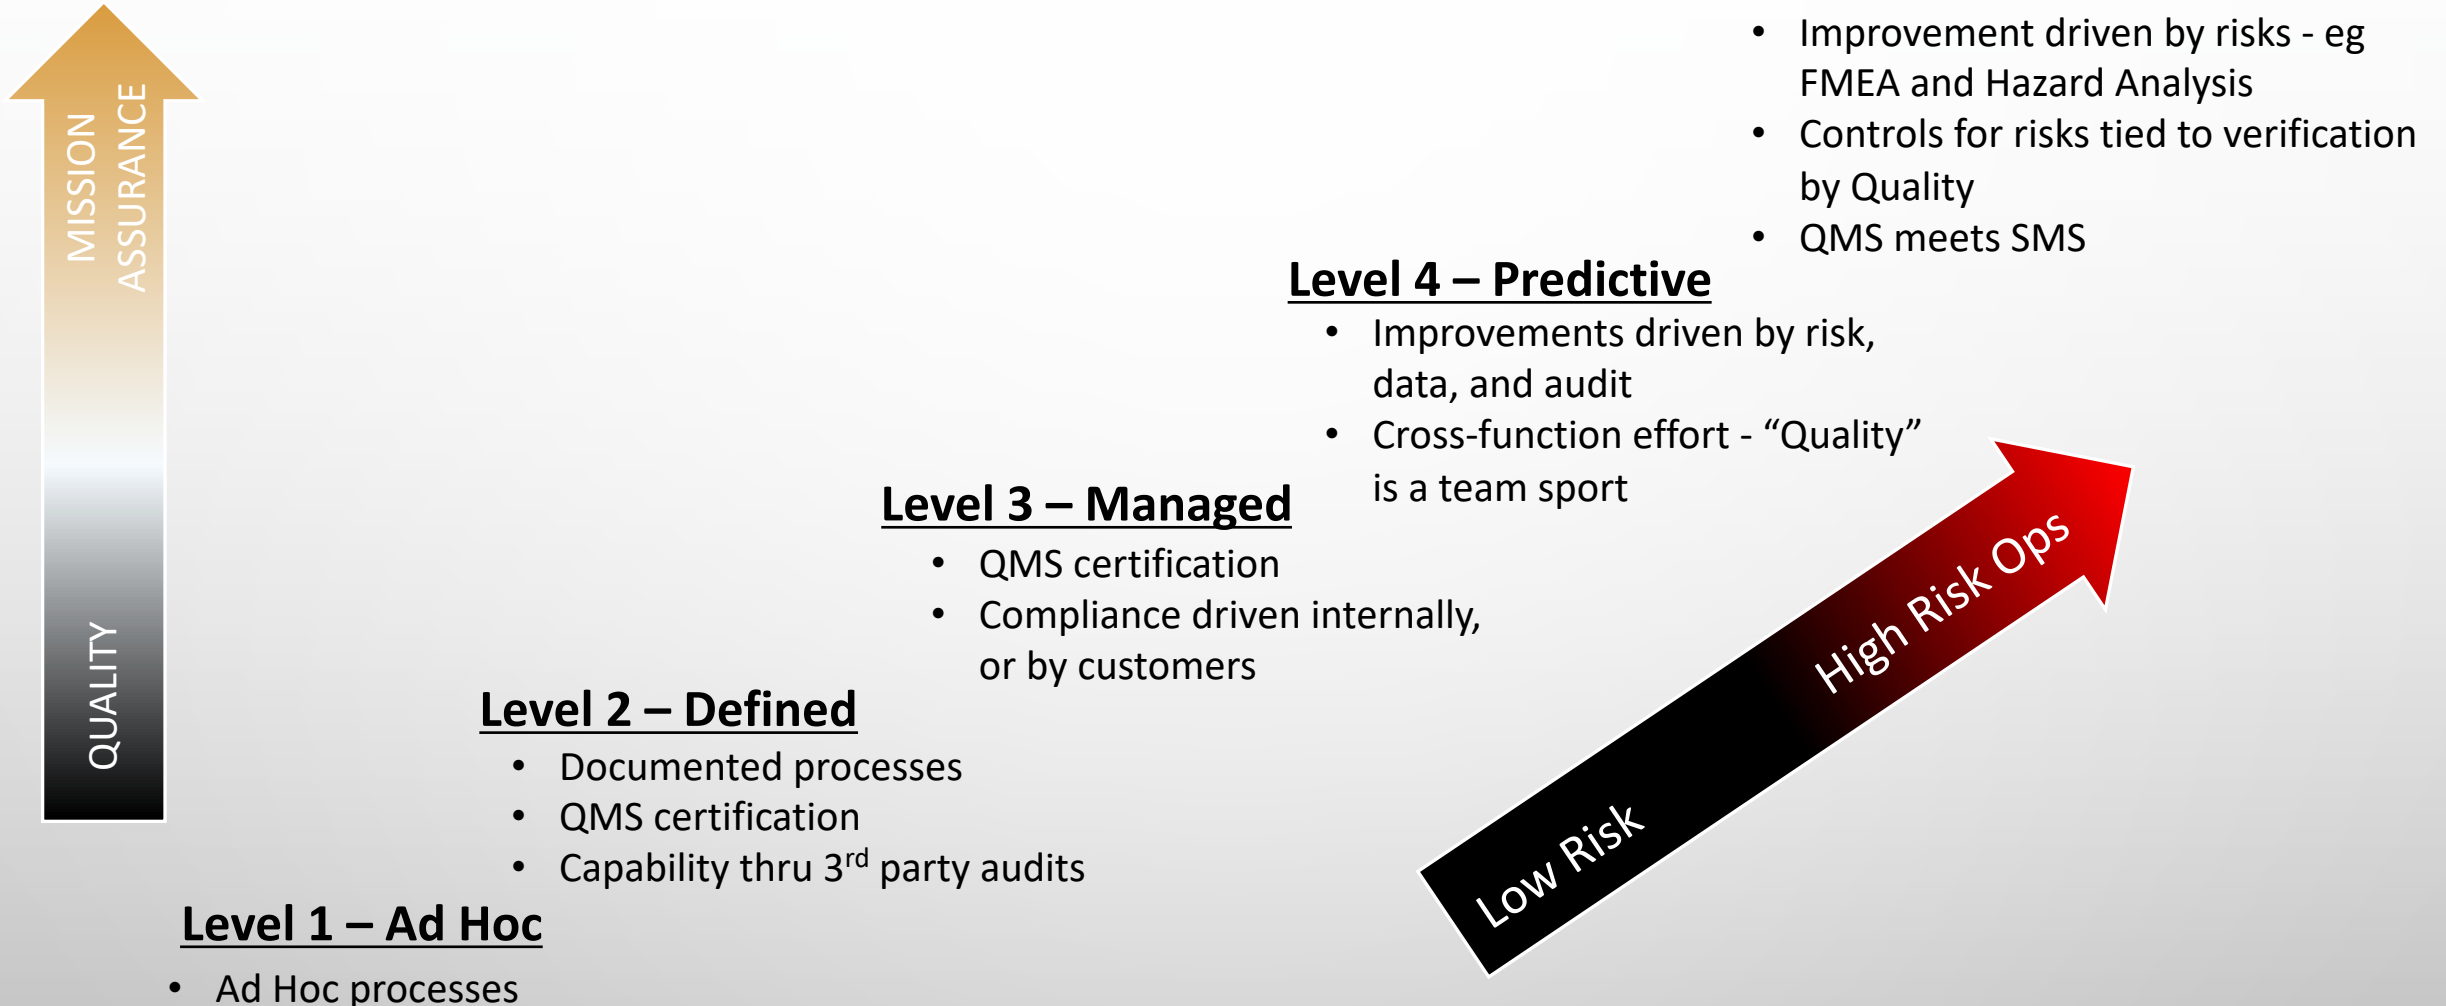 MISSION
ASSURANCE
QUALITY
• Improvement driven by risks - eg
FMEA and Hazard Analysis
• Controls for risks tied to verification
by Quality
• QMS meets SMS
Level 4 – Predictive
• Improvements driven by risk,
data, and audit
• Cross-function effort - “Quality”
is a team sport
Level 3 – Managed
• QMS certification
• Compliance driven internally,
or by customers
Level 2 – Defined
• Documented processes
• QMS certification
• Capability thru 3rd party audits
Level 1 – Ad Hoc
• Ad Hoc processes
High Risk Ops
Low Risk